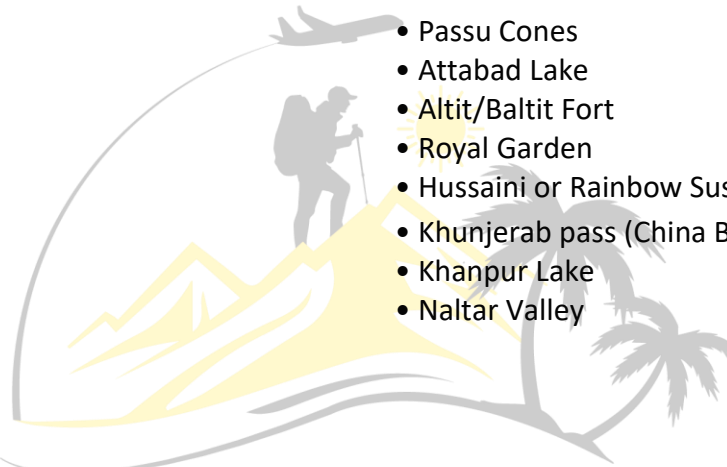 • Passu Cones
• Attabad Lake
• Altit/Baltit Fort
• Royal Garden
• Hussaini or Rainbow Sus
• Khunjerab pass (China B
• Khanpur Lake
• Naltar Valley